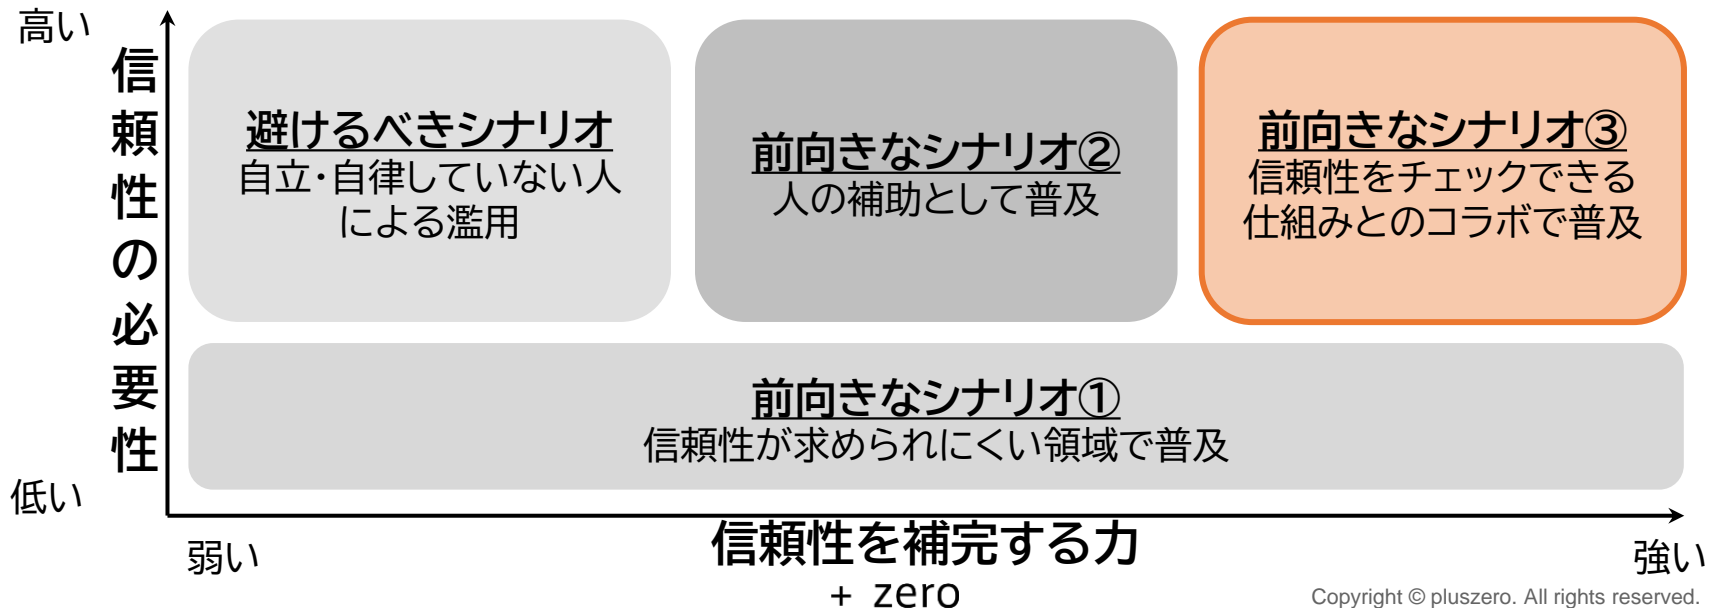 高い
信頼性の必要性
低い
避けるべきシナリオ
自立・自律していない人
による濫用
前向きなシナリオ②
人の補助として普及
前向きなシナリオ③
信頼性をチェックできる
仕組みとのコラボで普及
前向きなシナリオ①
信頼性が求められにくい領域で普及
弱い
信頼性を補完する力
強い
+ zero
Copyright © pluszero. All rights reserved.